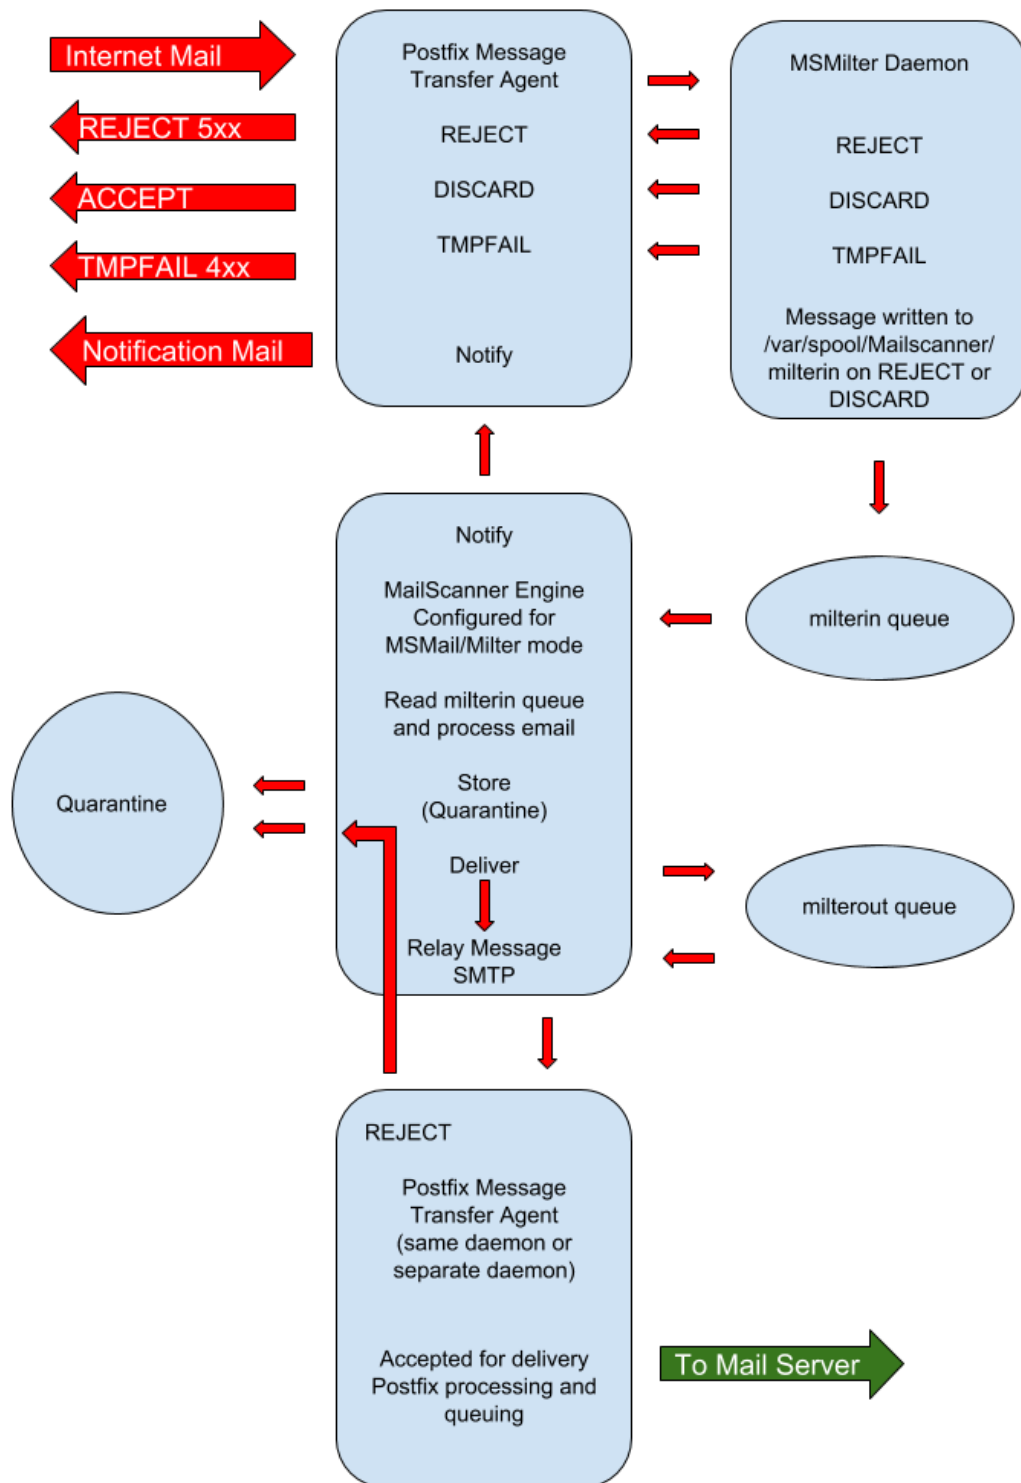 Internet Mail
REJECT 5xx
ACCEPT
TMPFAIL 4xx
Notification Mail
Postfix Message
Transfer Agent
REJECT
DISCARD
TMPFAIL
Notify
MSMilter Daemon
REJECT
DISCARD
TMPFAIL
Message written to
/var/spool/Mailscanner/
milterin on REJECT or
DISCARD
Notify
MailScanner Engine
Configured for
MSMail/Milter mode
Read milterin queue
and process email
Store
(Quarantine)
Deliver
Relay Message
SMTP
milterin queue
Quarantine
milterout queue
REJECT
Postfix Message
Transfer Agent
(same daemon or
separate daemon)
Accepted for delivery
Postfix processing and
queuing
To Mail Server